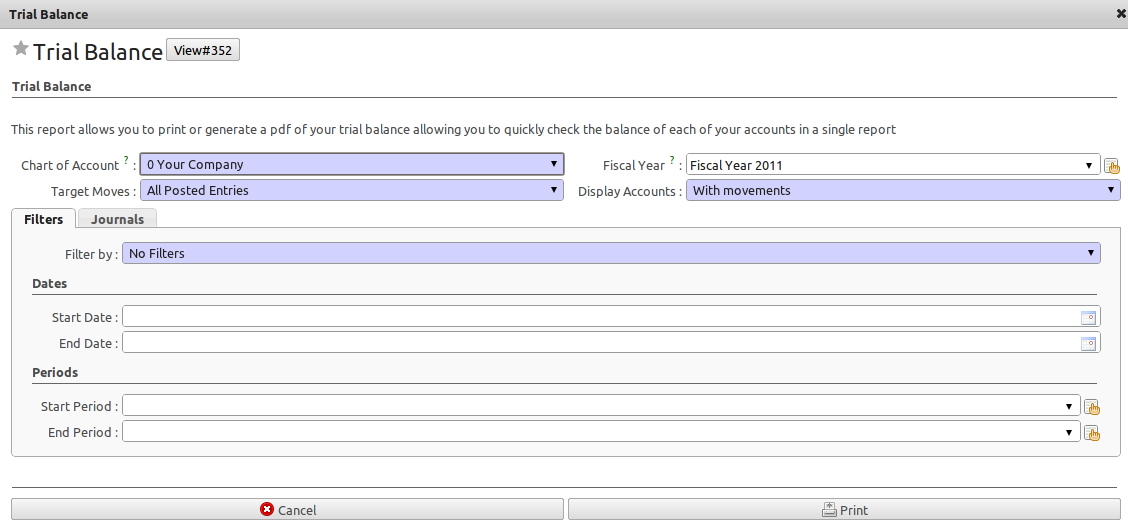 Trial Balance
Trial Balance View#352
Trial Balance
This report allows you to print or generate a pdf of your trial balance allowing you to quickly check the balance of each of your accounts in a single report
Chart of Account ? : 0 Your Company Fiscal Year ? : Fiscal Year 2011
Target Moves : All Posted Entries Display Accounts : With movements
Filters Journals
Filter by : No Filters
Dates
Start Date :
End Date :
Periods
Start Period :
End Period :
Cancel Print